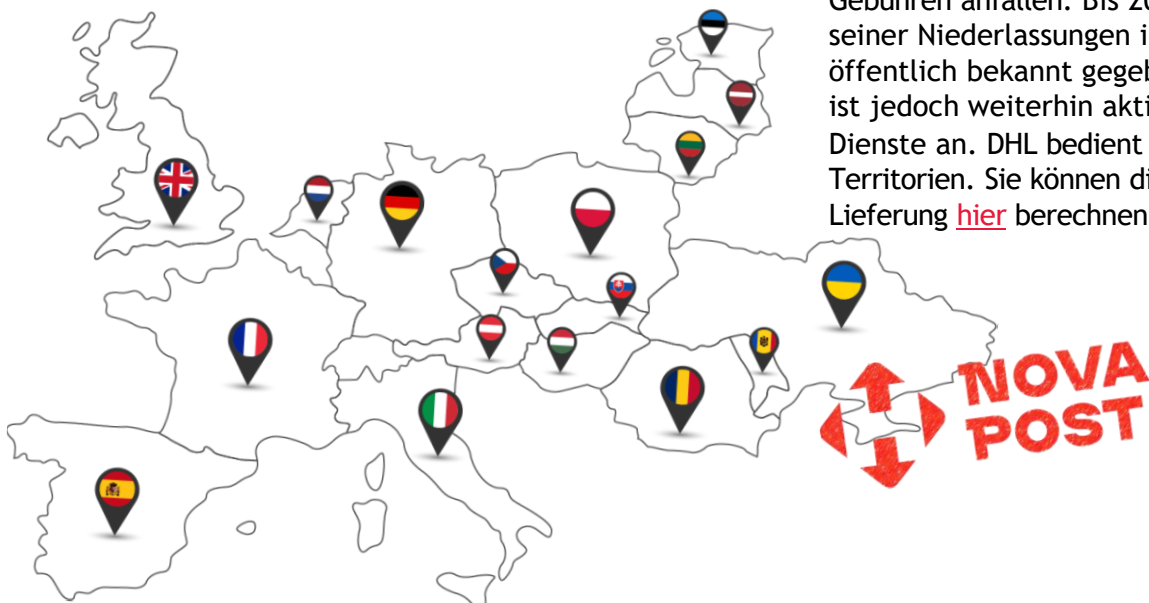 Gebühren anfallen. Bis zu
seiner Niederlassungen i
öffentlich bekannt gegeb
ist jedoch weiterhin akti
Dienste an. DHL bedient
Territorien. Sie können di
Lieferung hier berechnen
NOVA
POST